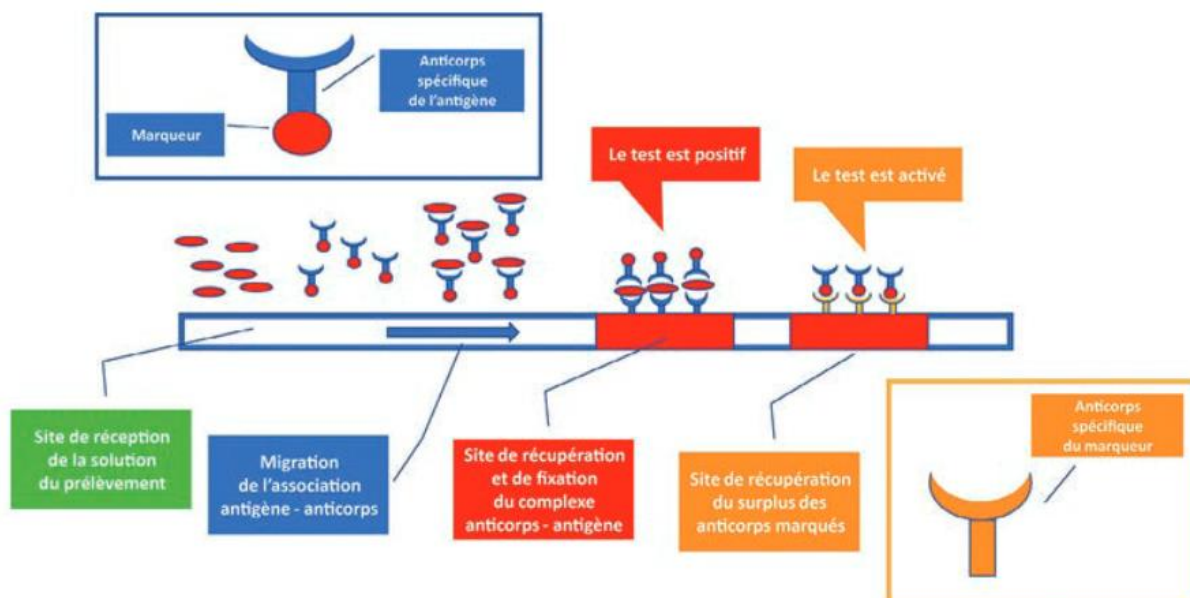 Anticorps
spécifique
de l'antigène
Marqueur
Le test est positif
Le test est activé
Site de réception
de la solution
du prélèvement
Migration
de l'association
antigène - anticorps
Site de récupération
et de fixation
du complexe
anticorps - antigène
Site de récupération
du surplus des
anticorps marqués
Anticorps
spécifique
du marqueur